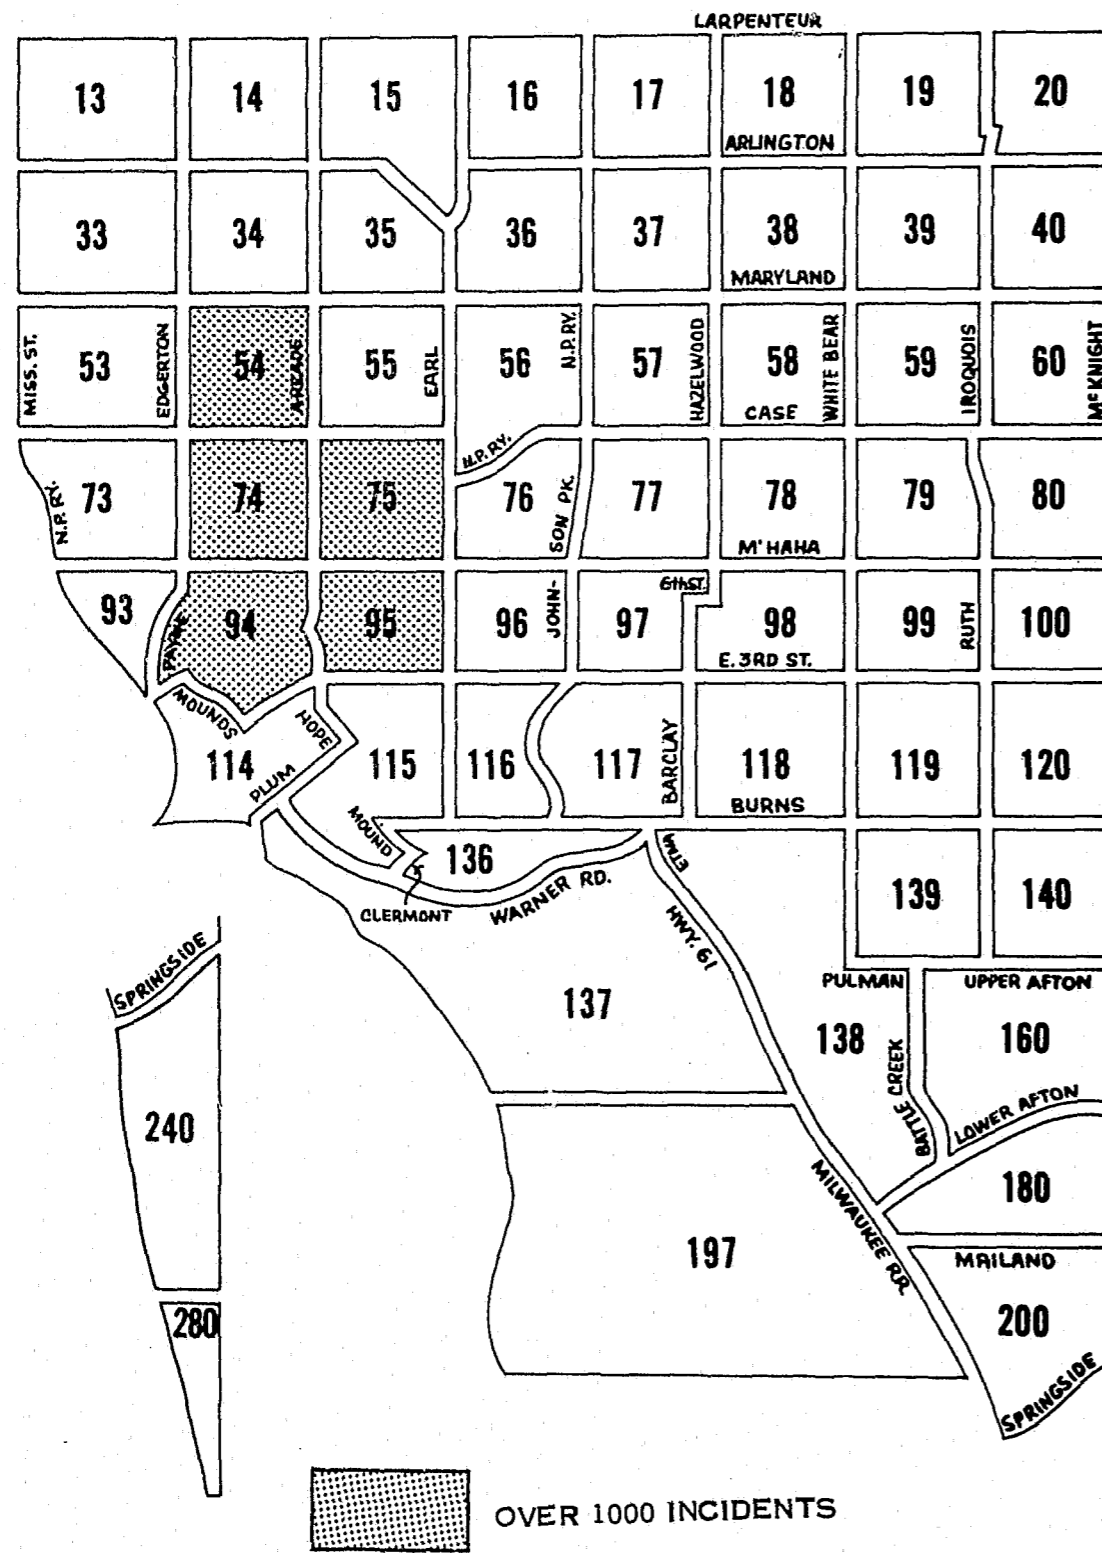 LARPENTEUR
13 14 15 16 17 18 19 20
ARLINGTON
33 34 35 36 37 38 39 40
MARYLAND
MISS. ST. 53 EDGERTON 54 ARCADE 55 EARL 56 N.P. RY. 57 HAZELWOOD 58 WHITE BEAR 59 IROQUOIS 60 McKNIGHT
CASE
N.P. RY. 73 74 75 N.P. RY. 76 SON PK. 77 78 79 80
M'HAHA
6th ST.
93 PAYNE 94 95 96 JOHN- 97 98 99 RUTH 100
E. 3RD ST.
MOUNDS HOPE
114 PLUM 115 116 117 BARCLAY 118 119 120
BURNS
MOUND 136 ETNA
CLERMONT WARNER RD. 139 140
HWY. 61
SPRINGSIDE PULMAN UPPER AFTON
137 138 BATTLE CREEK 160
LOWER AFTON
240 180
MILWAUKEE R.R.
197 MAILAND
280 200
SPRINGSIDE
OVER 1000 INCIDENTS